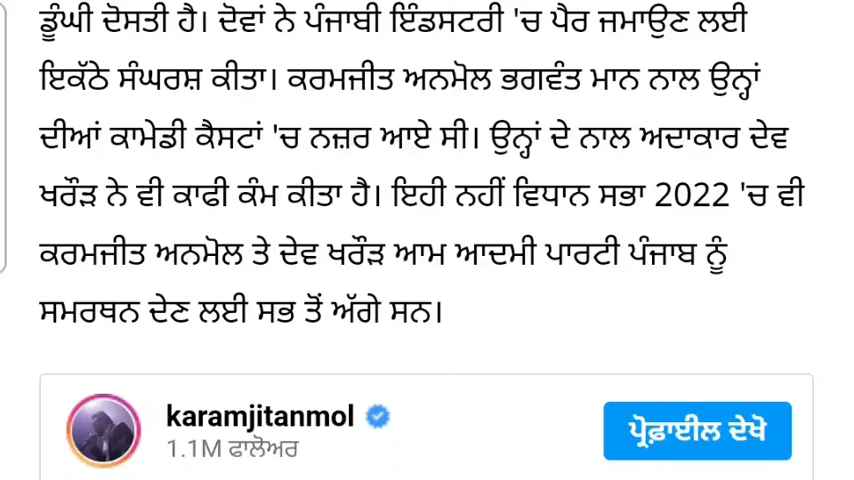 ਡੂੰਘੀ ਦੋਸਤੀ ਹੈ। ਦੋਵਾਂ ਨੇ ਪੰਜਾਬੀ ਇੰਡਸਟਰੀ 'ਚ ਪੈਰ ਜਮਾਉਣ ਲਈ
ਇਕੱਠੇ ਸੰਘਰਸ਼ ਕੀਤਾ। ਕਰਮਜੀਤ ਅਨਮੋਲ ਭਗਵੰਤ ਮਾਨ ਨਾਲ ਉਨ੍ਹਾਂ
ਦੀਆਂ ਕਾਮੇਡੀ ਕੈਸਟਾਂ 'ਚ ਨਜ਼ਰ ਆਏ ਸੀ। ਉਨ੍ਹਾਂ ਦੇ ਨਾਲ ਅਦਾਕਾਰ ਦੇਵ
ਖਰੌੜ ਨੇ ਵੀ ਕਾਫੀ ਕੰਮ ਕੀਤਾ ਹੈ। ਇਹੀ ਨਹੀਂ ਵਿਧਾਨ ਸਭਾ 2022 'ਚ ਵੀ
ਕਰਮਜੀਤ ਅਨਮੋਲ ਤੇ ਦੇਵ ਖਰੌੜ ਆਮ ਆਦਮੀ ਪਾਰਟੀ ਪੰਜਾਬ ਨੂੰ
ਸਮਰਥਨ ਦੇਣ ਲਈ ਸਭ ਤੋਂ ਅੱਗੇ ਸਨ।
karamjitanmol
1.1M ਫਾਲੋਅਰ
ਪ੍ਰੋਫ਼ਾਈਲ ਦੇਖੋ